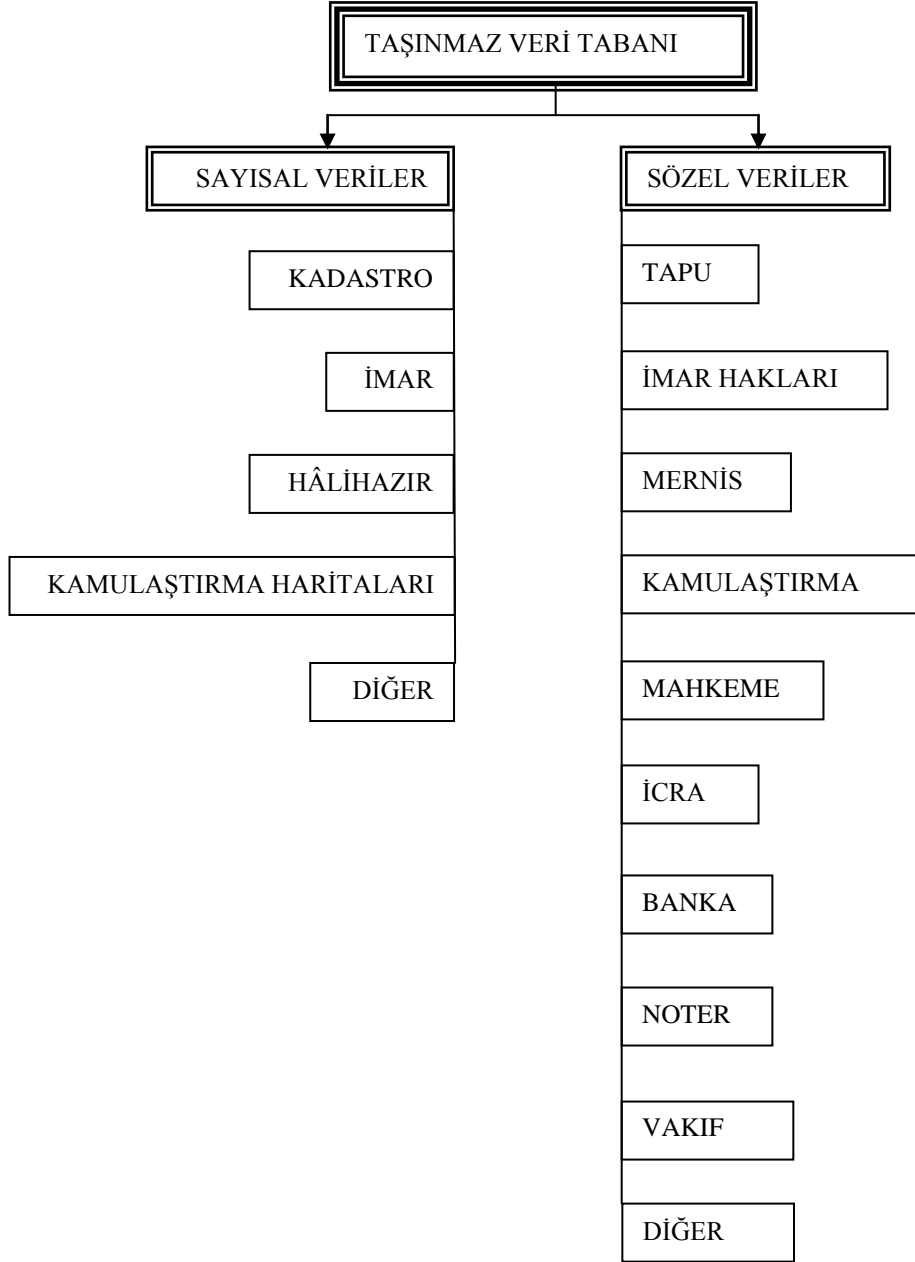 TAŞINMAZ VERİ TABANI
SAYISAL VERİLER
KADASTRO
İMAR
HÂLİHAZIR
KAMULAŞTIRMA HARİTALARI
DİĞER
SÖZEL VERİLER
TAPU
İMAR HAKLARI
MERNİS
KAMULAŞTIRMA
MAHKEME
İCRA
BANKA
NOTER
VAKIF
DİĞER